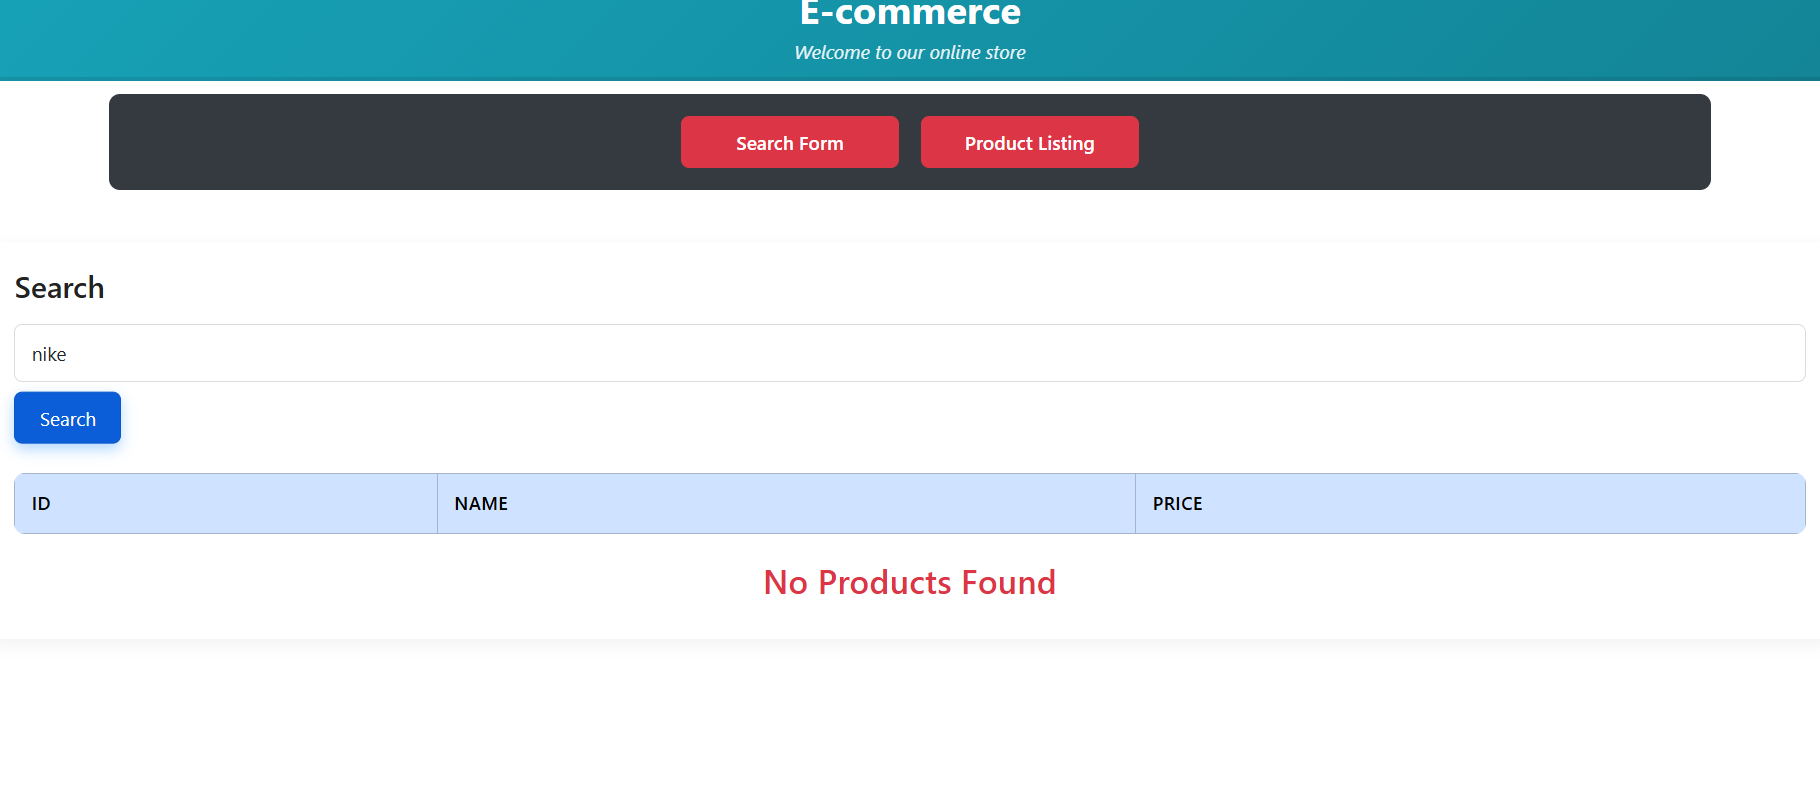 E-commerce
Welcome to our online store
Search Form Product Listing
Search
nike
Search
ID NAME PRICE
No Products Found